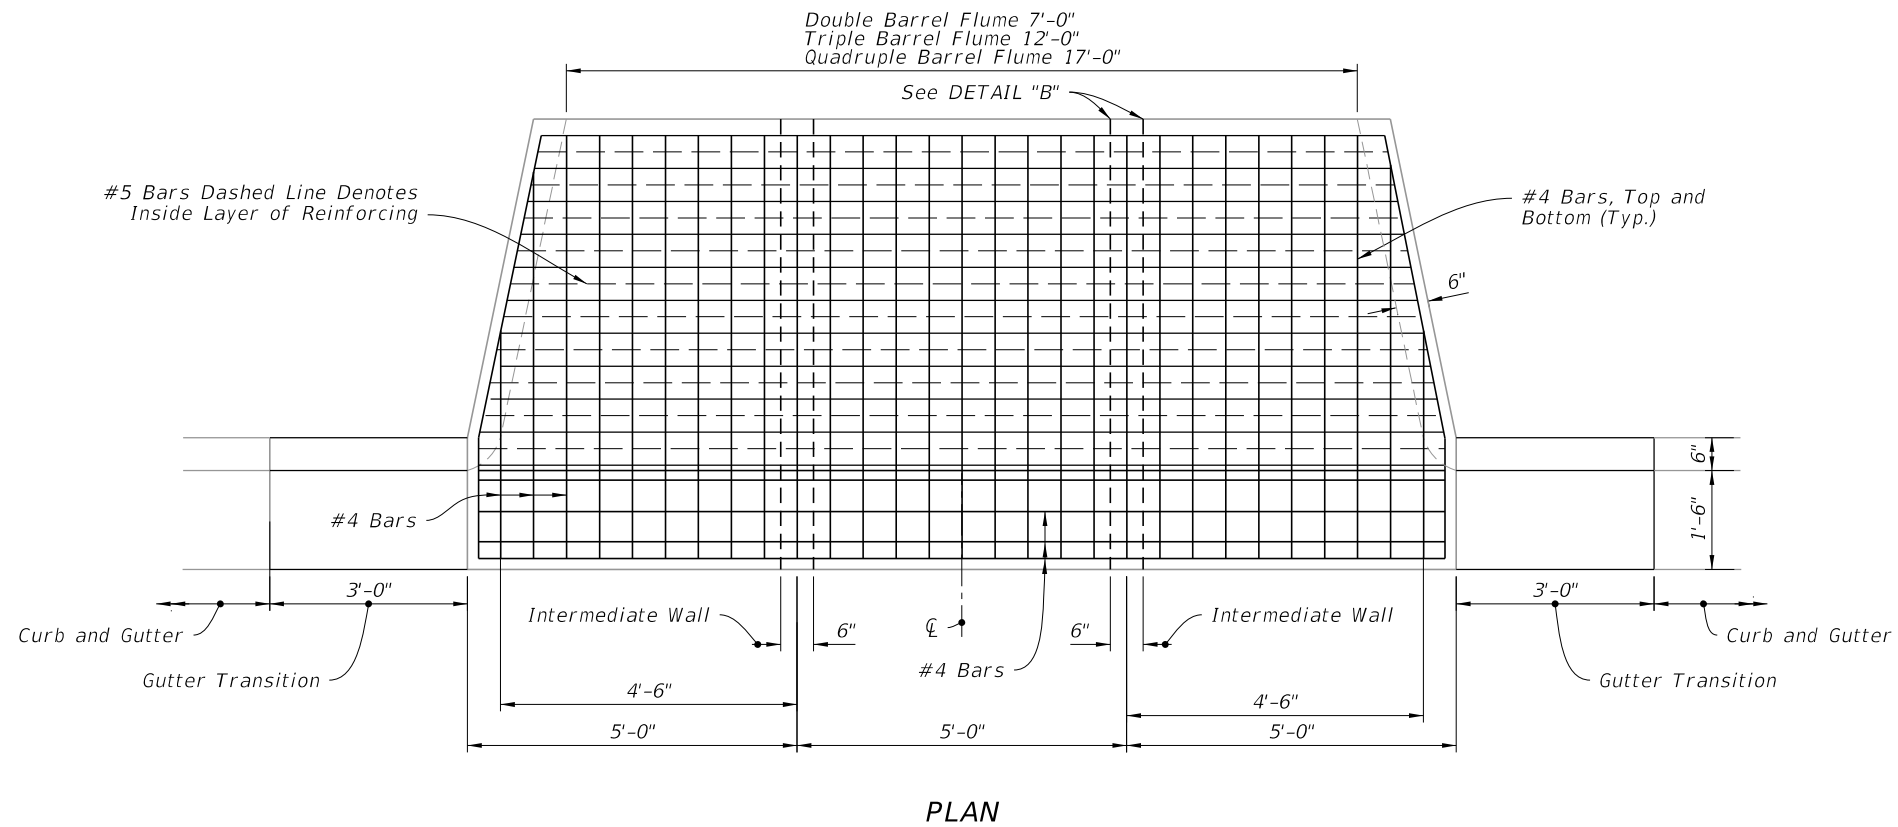 Double Barrel Flume 7'-0"
Triple Barrel Flume 12'-0"
Quadruple Barrel Flume 17'-0"
See DETAIL "B"
#5 Bars Dashed Line Denotes
Inside Layer of Reinforcing
#4 Bars, Top and
Bottom (Typ.)
6"
6"
1'-6"
#4 Bars
3'-0"
3'-0"
Curb and Gutter
Intermediate Wall
6"
℄
6"
Intermediate Wall
Curb and Gutter
Gutter Transition
#4 Bars
Gutter Transition
4'-6"
4'-6"
5'-0"
5'-0"
5'-0"
PLAN